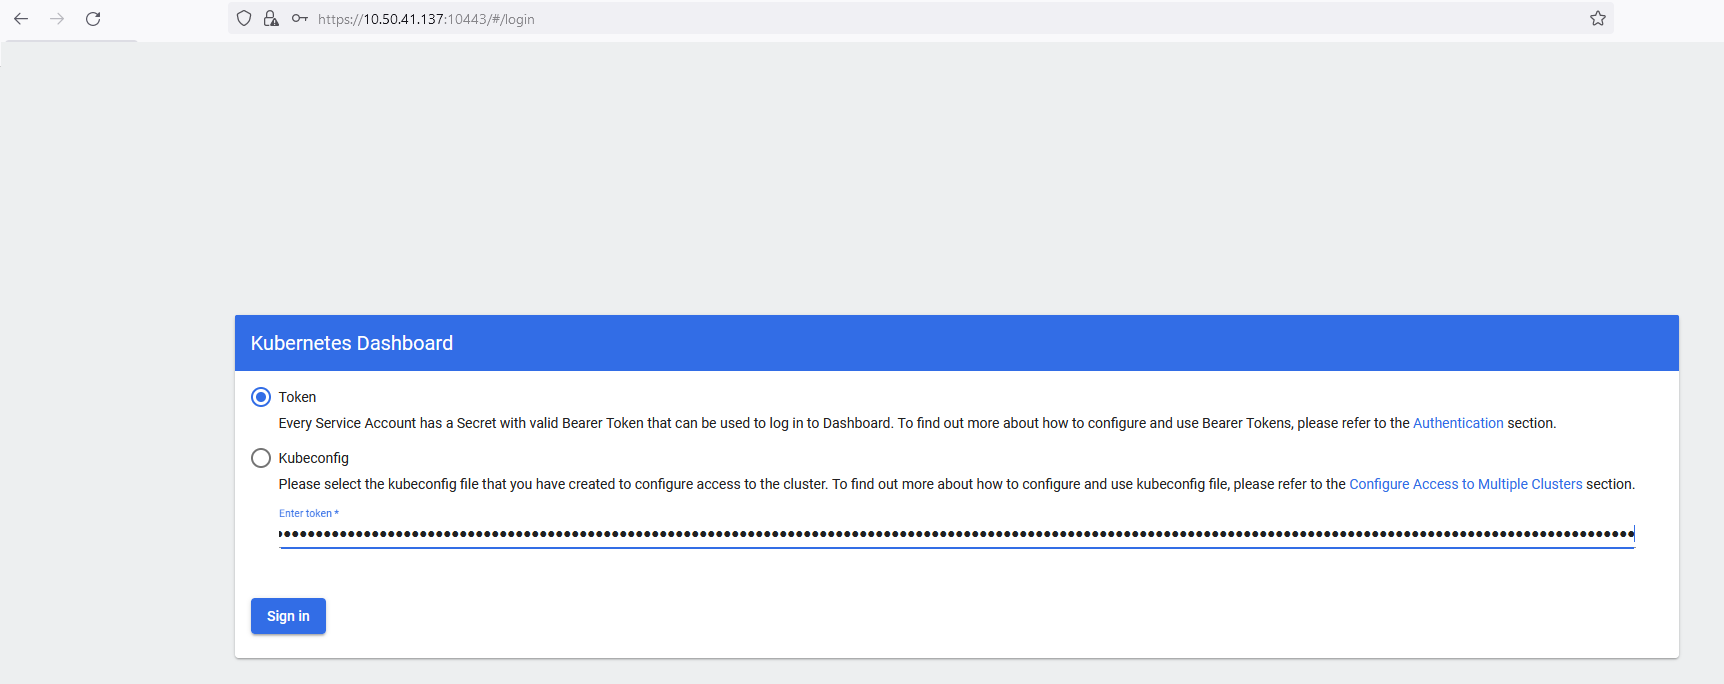 https://10.50.41.137:10443/#/login
Kubernetes Dashboard
Token
Every Service Account has a Secret with valid Bearer Token that can be used to log in to Dashboard. To find out more about how to configure and use Bearer Tokens, please refer to the Authentication section.
Kubeconfig
Please select the kubeconfig file that you have created to configure access to the cluster. To find out more about how to configure and use kubeconfig file, please refer to the Configure Access to Multiple Clusters section.
Enter token *
Sign in